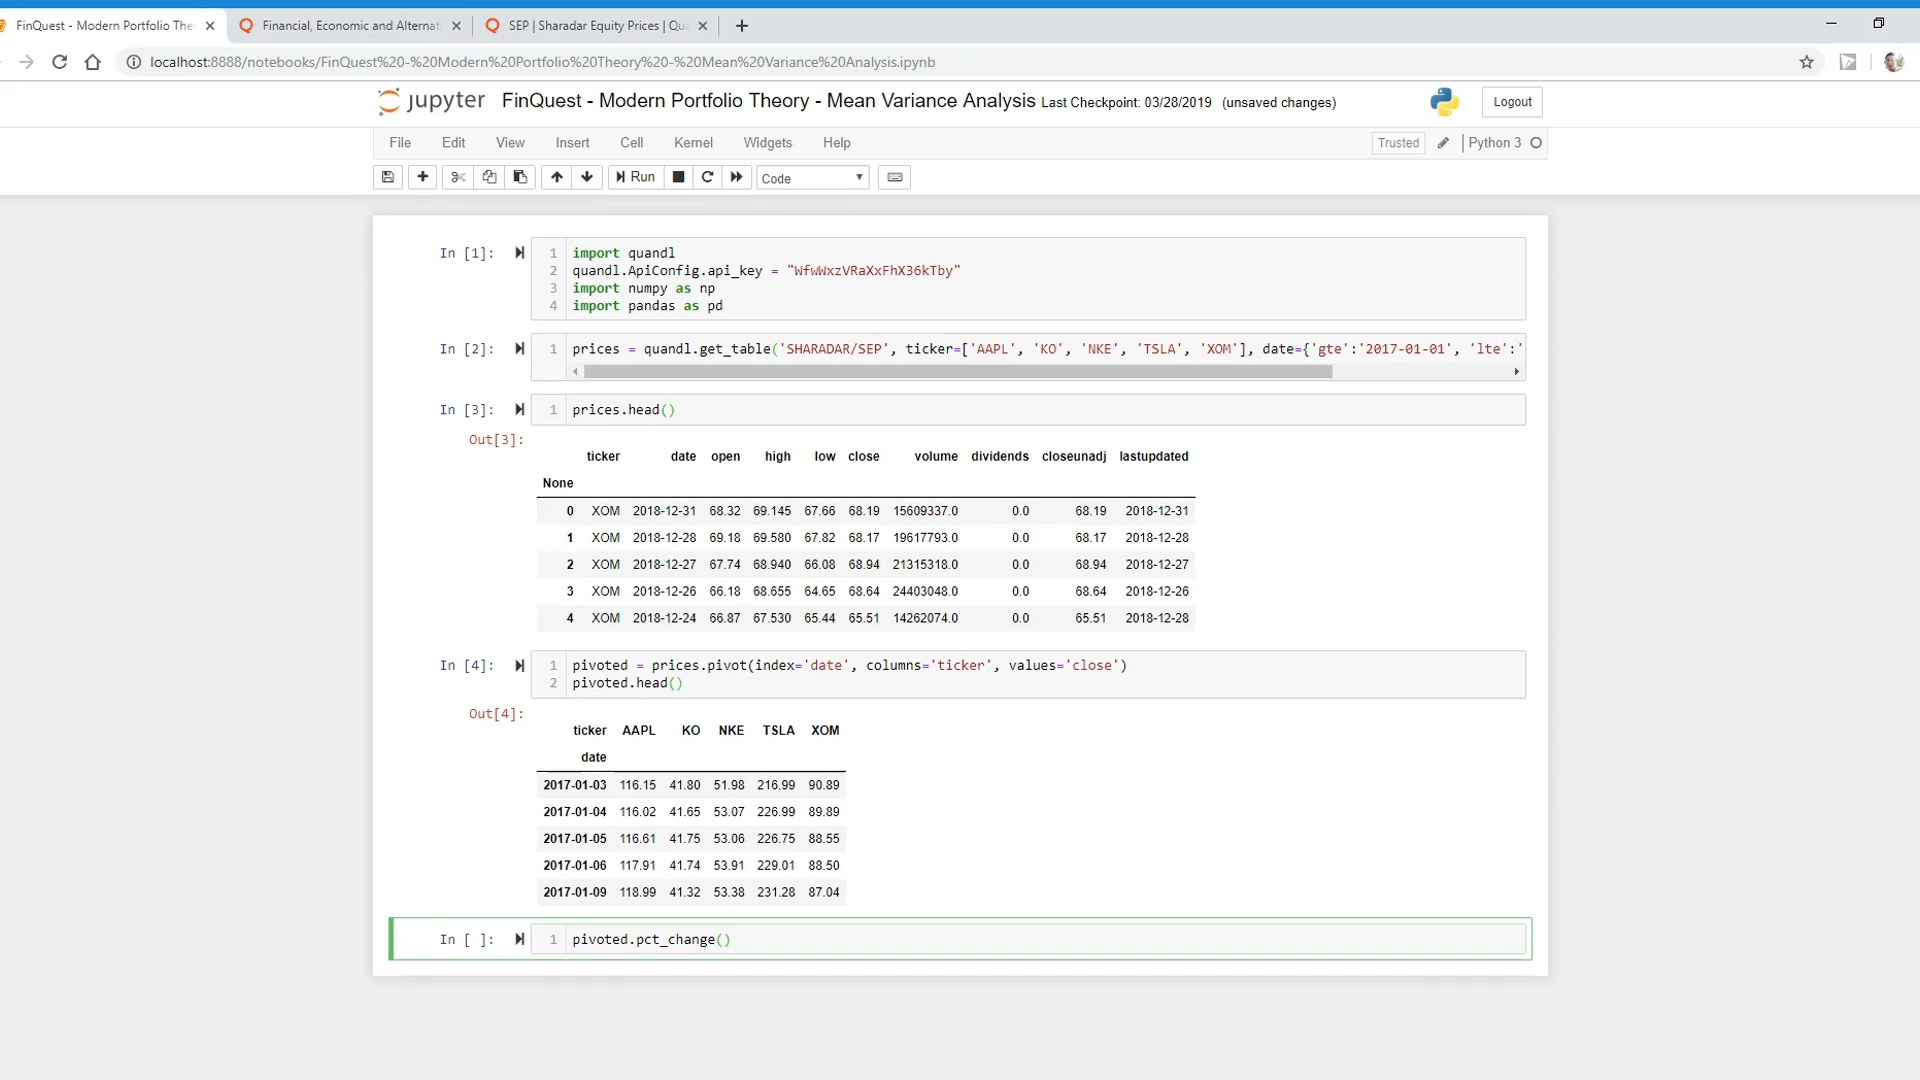 FinQuest - Modern Portfolio The
Financial, Economic and Alternat
SEP | Sharadar Equity Prices | Qu
localhost:8888/notebooks/FinQuest%20-%20Modern%20Portfolio%20Theory%20-%20Mean%20Variance%20Analysis.ipynb
jupyter FinQuest - Modern Portfolio Theory - Mean Variance Analysis Last Checkpoint: 03/28/2019 (unsaved changes)
Logout
File Edit View Insert Cell Kernel Widgets Help
Trusted Python 3
Run Code
In [1]:
1 import quandl
2 quandl.ApiConfig.api_key = "WfwWxzVRaXxFhX36kTby"
3 import numpy as np
4 import pandas as pd
In [2]:
1 prices = quandl.get_table('SHARADAR/SEP', ticker=['AAPL', 'KO', 'NKE', 'TSLA', 'XOM'], date={'gte':'2017-01-01', 'lte':'
In [3]:
1 prices.head()
Out[3]:
ticker date open high low close volume dividends closeunadj lastupdated
None
0 XOM 2018-12-31 68.32 69.145 67.66 68.19 15609337.0 0.0 68.19 2018-12-31
1 XOM 2018-12-28 69.18 69.580 67.82 68.17 19617793.0 0.0 68.17 2018-12-28
2 XOM 2018-12-27 67.74 68.940 66.08 68.94 21315318.0 0.0 68.94 2018-12-27
3 XOM 2018-12-26 66.18 68.655 64.65 68.64 24403048.0 0.0 68.64 2018-12-26
4 XOM 2018-12-24 66.87 67.530 65.44 65.51 14262074.0 0.0 65.51 2018-12-28
In [4]:
1 pivoted = prices.pivot(index='date', columns='ticker', values='close')
2 pivoted.head()
Out[4]:
ticker AAPL KO NKE TSLA XOM
date
2017-01-03 116.15 41.80 51.98 216.99 90.89
2017-01-04 116.02 41.65 53.07 226.99 89.89
2017-01-05 116.61 41.75 53.06 226.75 88.55
2017-01-06 117.91 41.74 53.91 229.01 88.50
2017-01-09 118.99 41.32 53.38 231.28 87.04
In [ ]:
1 pivoted.pct_change()